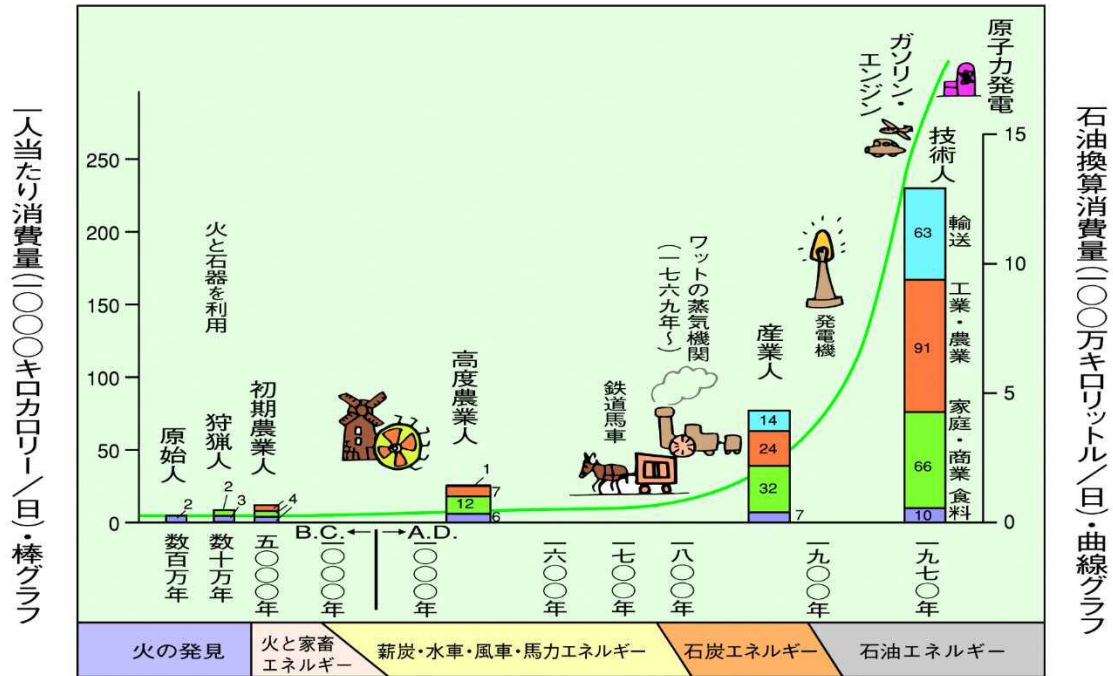 一人当たり消費量(一〇〇〇キロカロリー/日)・棒グラフ
250
200
150
100
50
0
原始人
狩猟人
火と石器を利用
初期農業人
高度農業人
鉄道馬車
ワットの蒸気機関
(一七六九年~)
産業人
発電機
ガソリン・
エンジン
原子力発電
技術人
輸送
工業・農業
家庭・商業
食料
2
2
3
4
1
7
12
6
14
24
32
7
63
91
66
10
15
10
5
0
石油換算消費量(一〇〇万キロリットル/日)・曲線グラフ
B.C.
A.D.
数百万年
数十万年
五〇〇〇年
一〇〇〇年
一〇〇〇年
一六〇〇年
一七〇〇年
一八〇〇年
一九〇〇年
一九七〇年
火の発見
火と家畜
エネルギー
薪炭・水車・風車・馬力エネルギー
石炭エネルギー
石油エネルギー